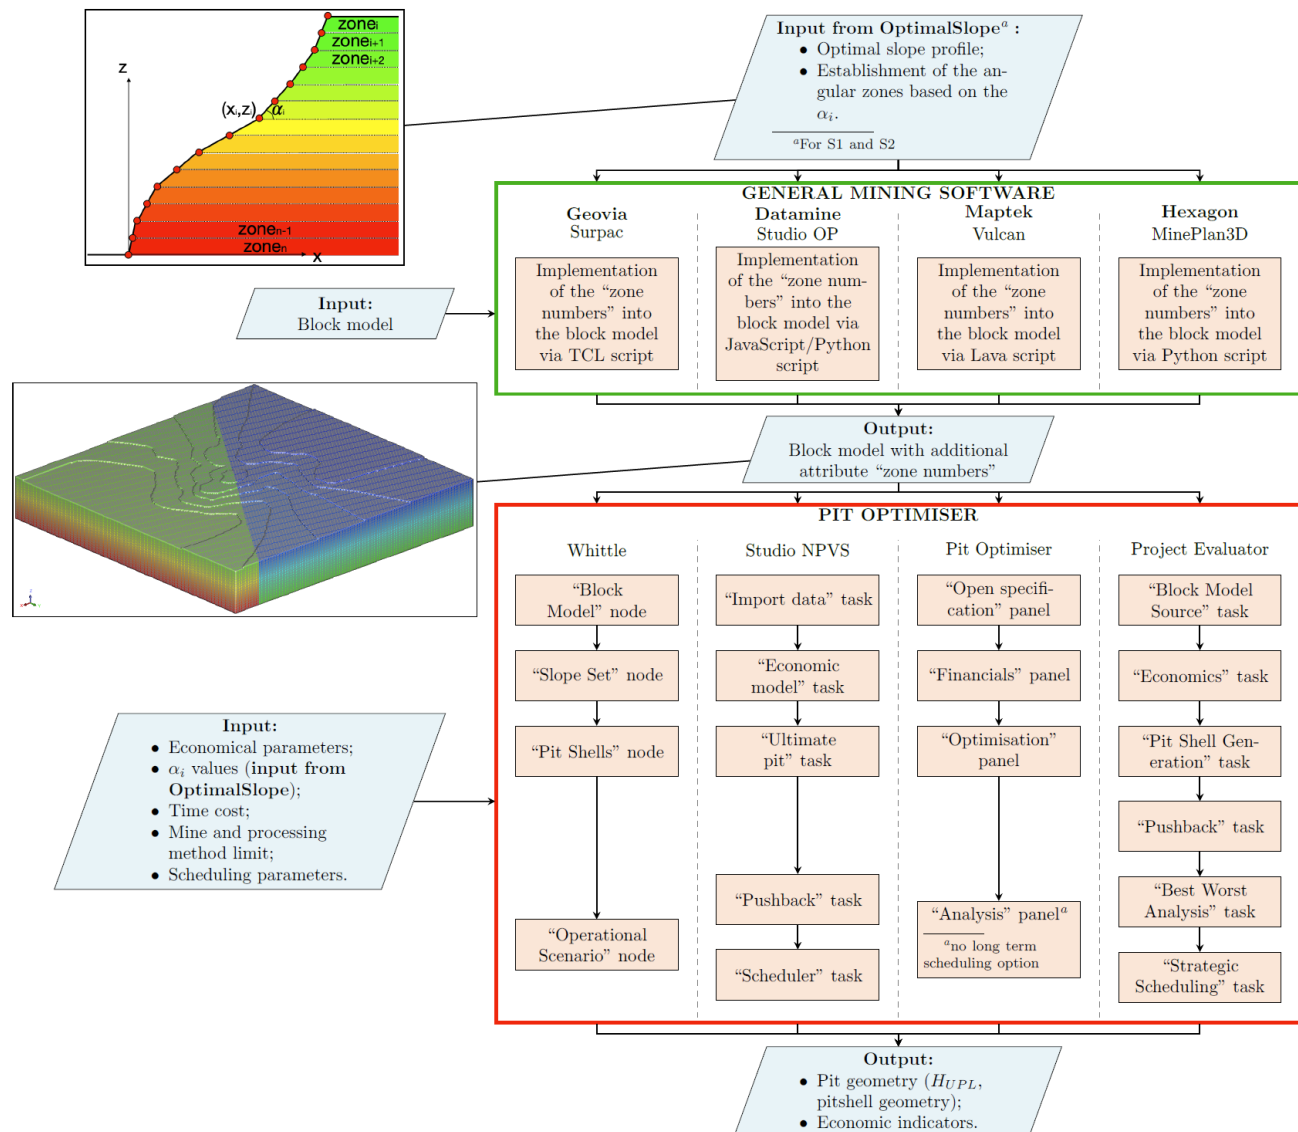 zoneᵢ
zoneᵢ₊₁
zoneᵢ₊₂
z
(xᵢ,zᵢ)
αᵢ
zoneₙ₋₁
zoneₙ
x
Input from OptimalSlopeᵃ :
• Optimal slope profile;
• Establishment of the an-
gular zones based on the
αᵢ.
ᵃFor S1 and S2
GENERAL MINING SOFTWARE
Geovia
Surpac
Implementation
of the “zone
numbers” into
the block model
via TCL script
Datamine
Studio OP
Implementation
of the “zone num-
bers” into the
block model via
JavaScript/Python
script
Maptek
Vulcan
Implementation
of the “zone
numbers” into
the block model
via Lava script
Hexagon
MinePlan3D
Implementation
of the “zone
numbers” into
the block model
via Python script
Input:
Block model
Output:
Block model with additional
attribute “zone numbers”
PIT OPTIMISER
Whittle
“Block
Model” node
“Slope Set” node
“Pit Shells” node
“Operational
Scenario” node
Studio NPVS
“Import data” task
“Economic
model” task
“Ultimate
pit” task
“Pushback” task
“Scheduler” task
Pit Optimiser
“Open specifi-
cation” panel
“Financials” panel
“Optimisation”
panel
“Analysis” panelᵃ
ᵃno long term
scheduling option
Project Evaluator
“Block Model
Source” task
“Economics” task
“Pit Shell Gen-
eration” task
“Pushback” task
“Best Worst
Analysis” task
“Strategic
Scheduling” task
Input:
• Economical parameters;
• αᵢ values (input from
OptimalSlope);
• Time cost;
• Mine and processing
method limit;
• Scheduling parameters.
Output:
• Pit geometry (H_UPL,
pitshell geometry);
• Economic indicators.